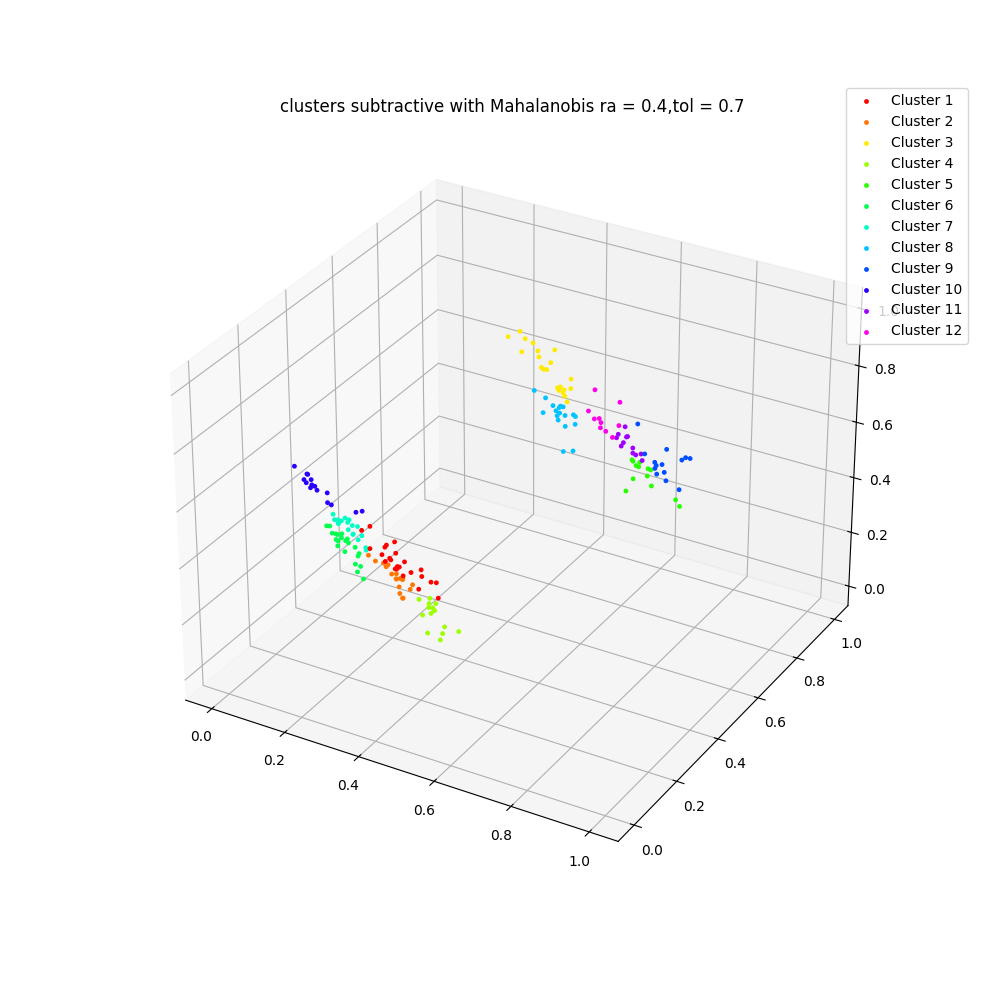 clusters subtractive with Mahalanobis ra = 0.4,tol = 0.7
Cluster 1
Cluster 2
Cluster 3
Cluster 4
Cluster 5
Cluster 6
Cluster 7
Cluster 8
Cluster 9
Cluster 10
Cluster 11
Cluster 12
0.8
0.6
0.4
0.2
0.0
1.0
0.8
0.6
0.4
0.2
0.0
0.0
0.2
0.4
0.6
0.8
1.0